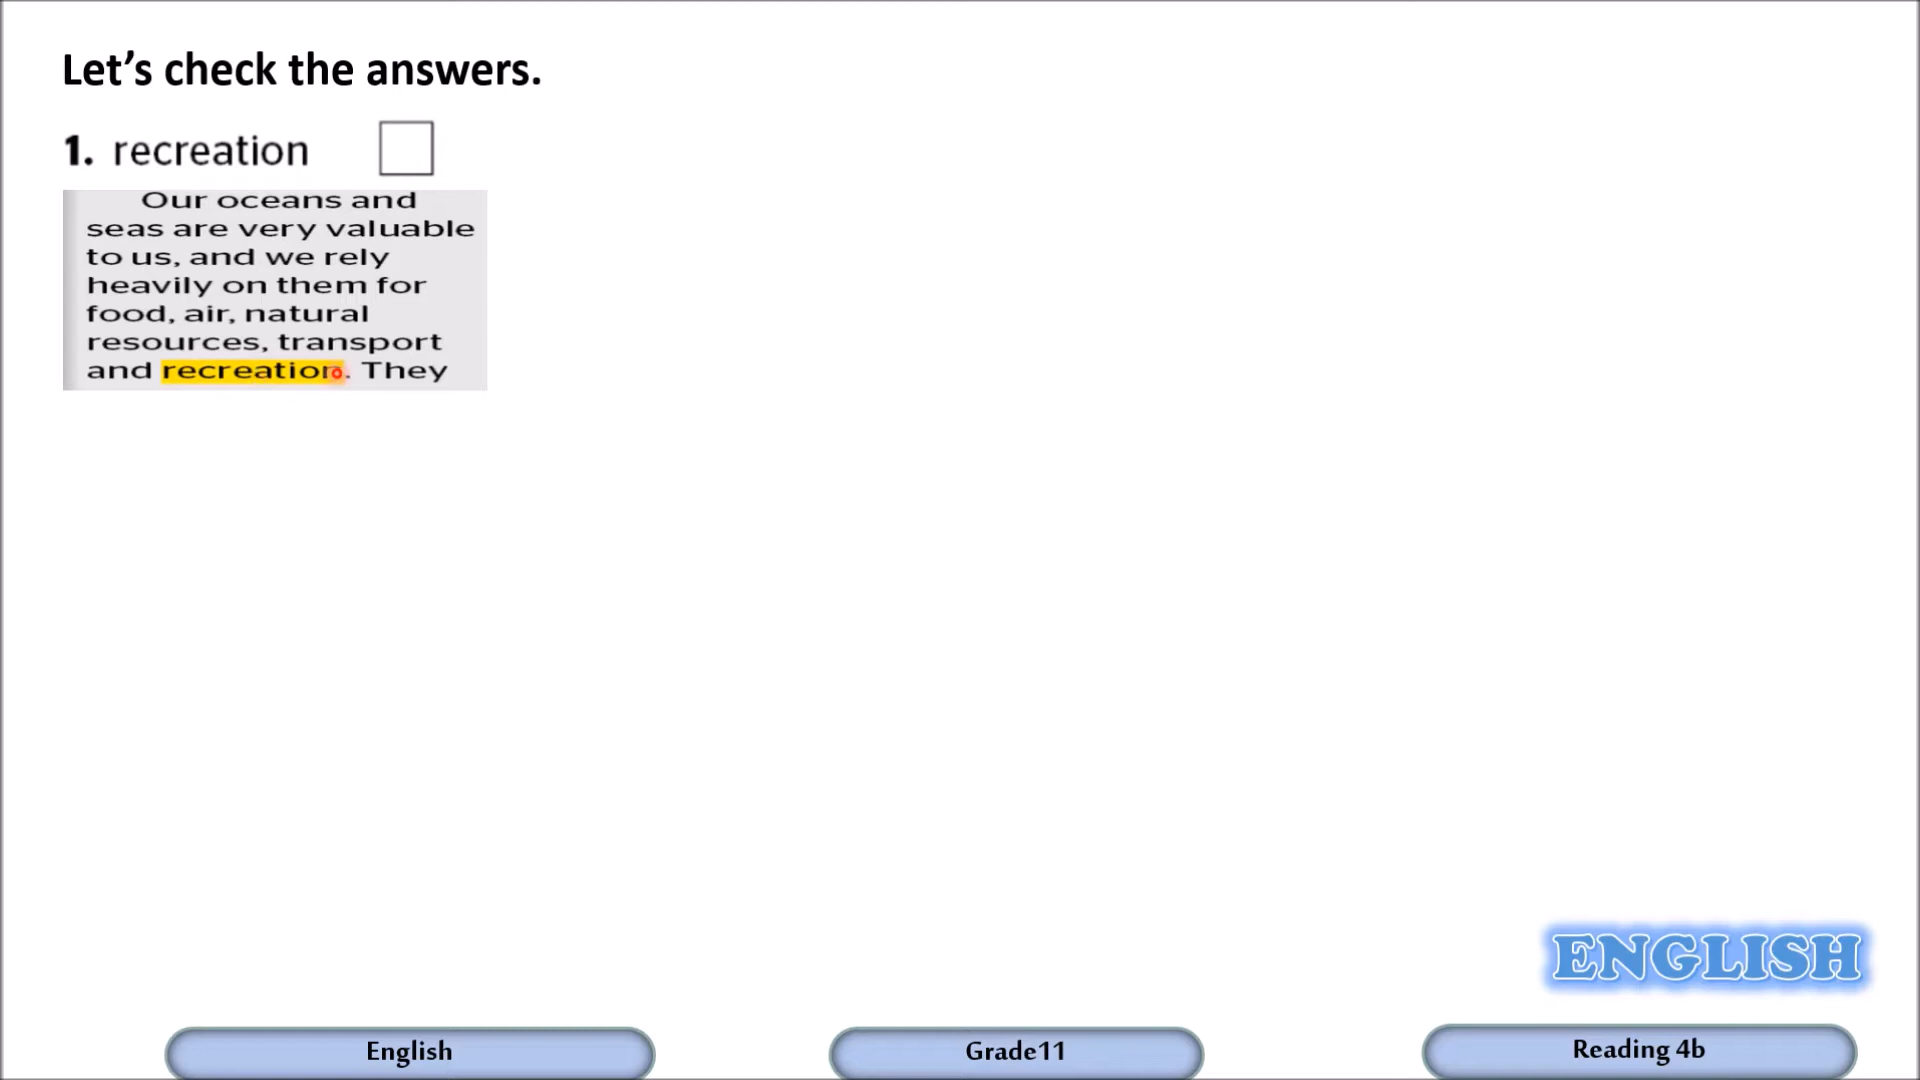 Let’s check the answers.
1. recreation
Our oceans and
seas are very valuable
to us, and we rely
heavily on them for
food, air, natural
resources, transport
and recreation. They
ENGLISH
English
Grade11
Reading 4b